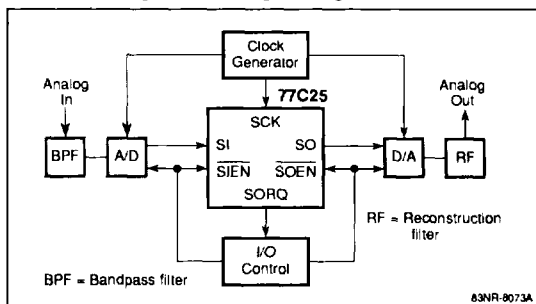 Clock
Generator
77C25
Analog
In
Analog
Out
SCK
BPF
A/D
SI
SO
D/A
RF
SIEN
SOEN
SORQ
RF = Reconstruction
filter
I/O
Control
BPF = Bandpass filter
83NR-8073A